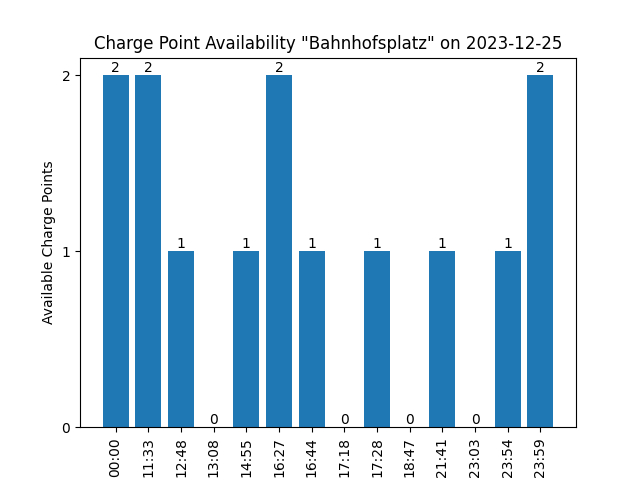 Charge Point Availability "Bahnhofsplatz" on 2023-12-25
Available Charge Points
2
1
0
2 2 1 0 1 2 1 0 1 0 1 0 1 2
00:00 11:33 12:48 13:08 14:55 16:27 16:44 17:18 17:28 18:47 21:41 23:03 23:54 23:59